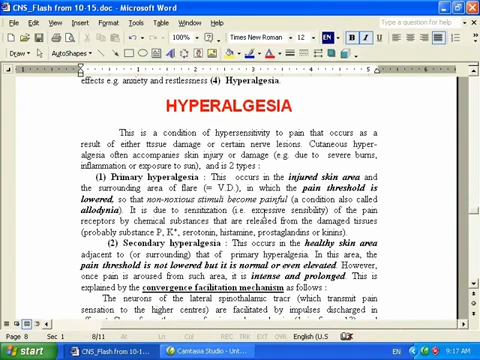 CNS_Flash from 10-15.doc - Microsoft Word
File Edit View Insert Format Tools Table Window Help
100% Times New Roman 12 B I
Draw AutoShapes
effects e.g. anxiety and restlessness (4) Hyperalgesia.
HYPERALGESIA
This is a condition of hypersensitivity to pain that occurs as a
result of either ttssue damage or certain nerve lesions. Cutaneous hyper-
algesia often accompanies skin injury or damage (e.g. due to severe burns,
inflammation or exposure to sun), and is 2 types :
(1) Primary hyperalgesia : This occurs in the injured skin area and
the surrounding area of flare (= V.D.), in which the pain threshold is
lowered, so that non-noxious stimuli become painful (a condition also called
allodynia). It is due to sensitization (i.e. excessive sensibility) of the pain
receptors by chemical substances that are released from the damaged tissues
(probably substance P, K⁺, serotonin, histamine, prostaglandins or kinins).
(2) Secondary hyperalgesia : This occurs in the healthy skin area
adjacent to (or surrounding) that of primary hyperalgesia. In this area, the
pain threshold is not lowered but it is normal or even elevated. However,
once pain is aroused from such area, it is intense and prolonged. This is
explained by the convergence facilitation mechanism as follows :
The neurons of the lateral spinothalamic tract (which transmit pain
sensation to the higher centres) are facilitated by impulses discharged in
Page 8 Sec 1 8/11 At Ln Col REC TRK EXT OVR English (U.S
start CNS_Flash from 10-1... Camtasia Studio - Unt... EN 9:17 AM